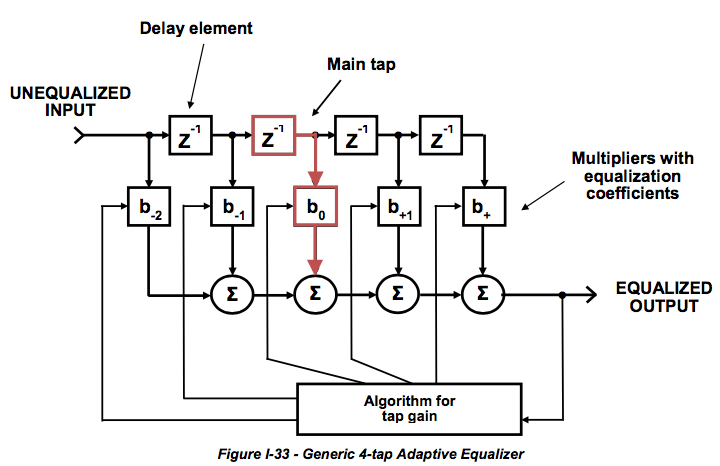 Delay element
Main tap
UNEQUALIZED
INPUT
Z-1
Z-1
Z-1
Z-1
Multipliers with
equalization
coefficients
b-2
b-1
b0
b+1
b+
Σ
Σ
Σ
Σ
EQUALIZED
OUTPUT
Algorithm for
tap gain
Figure I-33 - Generic 4-tap Adaptive Equalizer